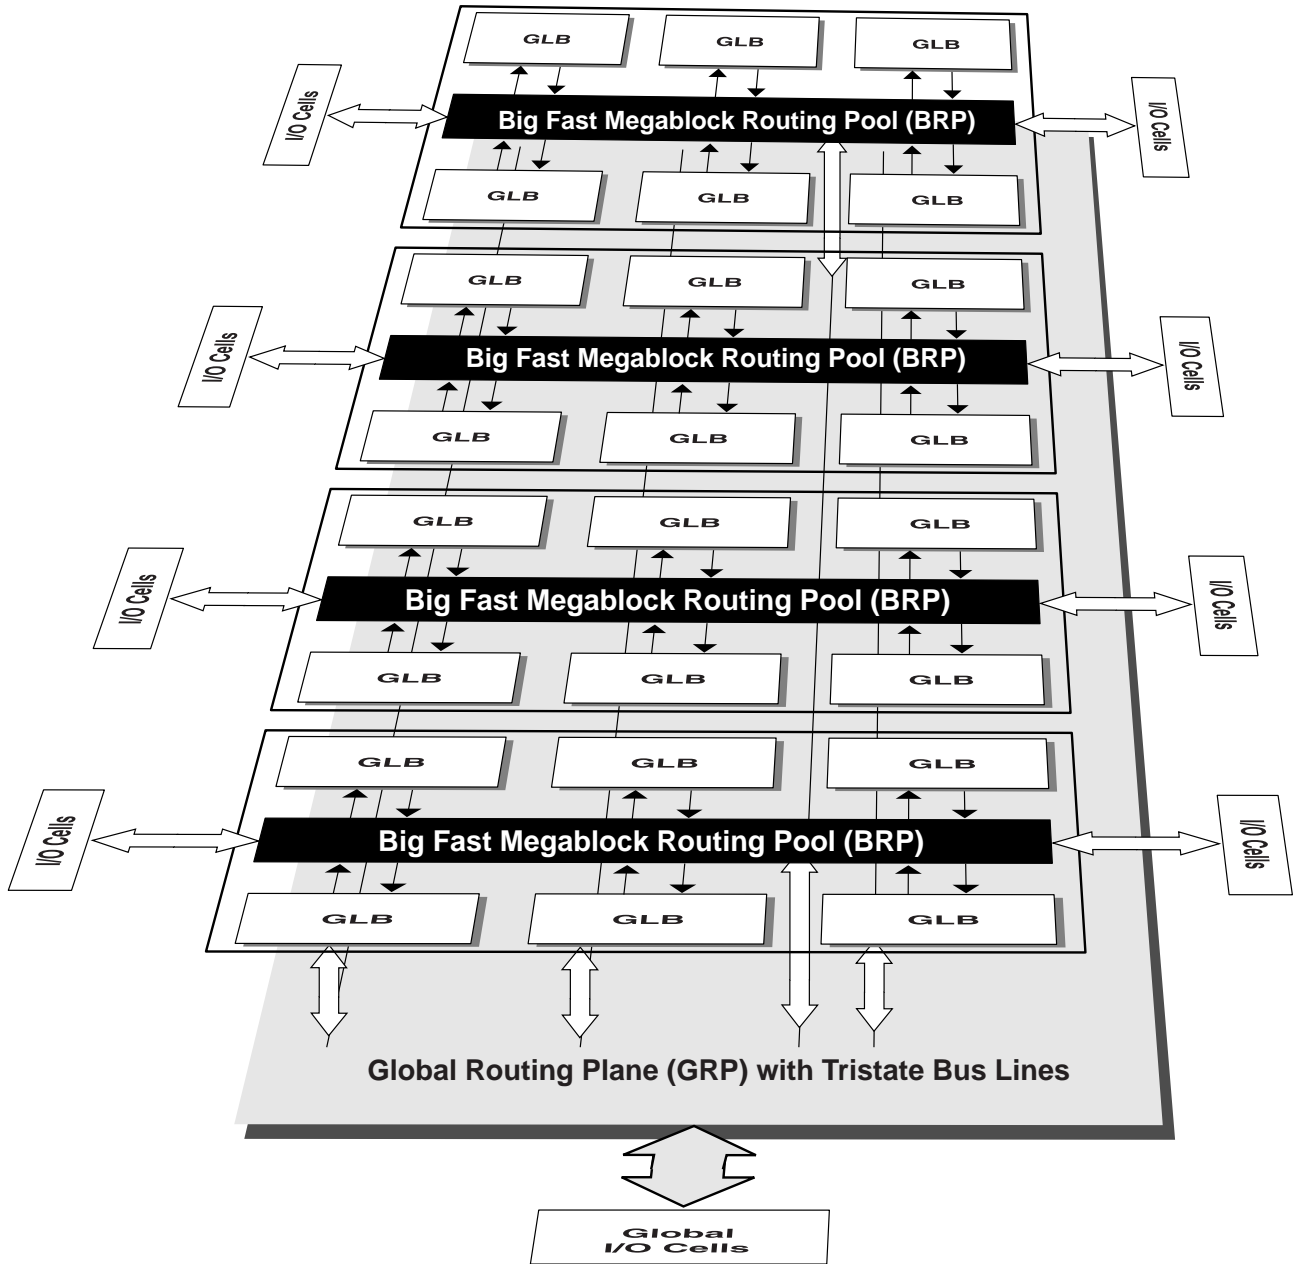 GLB GLB GLB
I/O Cells Big Fast Megablock Routing Pool (BRP) I/O Cells
GLB GLB GLB
GLB GLB GLB
I/O Cells Big Fast Megablock Routing Pool (BRP) I/O Cells
GLB GLB GLB
GLB GLB GLB
I/O Cells Big Fast Megablock Routing Pool (BRP) I/O Cells
GLB GLB GLB
GLB GLB GLB
I/O Cells Big Fast Megablock Routing Pool (BRP) I/O Cells
GLB GLB GLB
Global Routing Plane (GRP) with Tristate Bus Lines
Global
I/O Cells